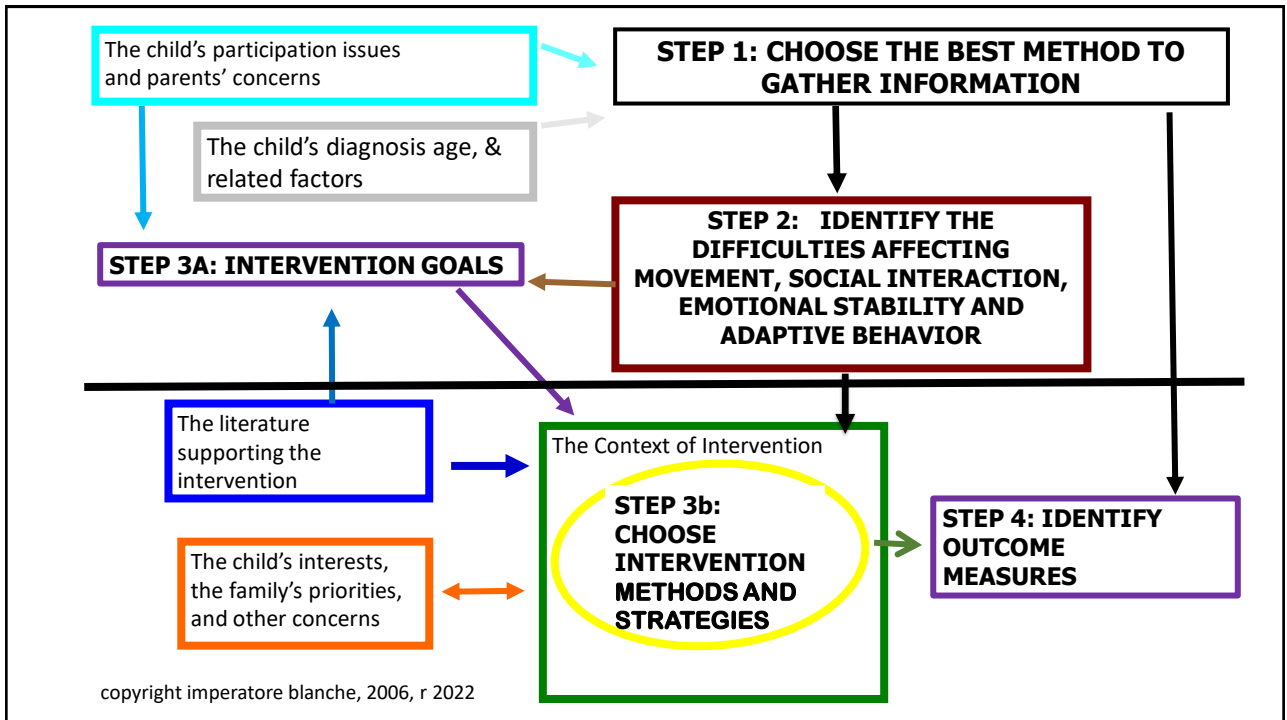 The child's participation issues
and parents' concerns
STEP 1: CHOOSE THE BEST METHOD TO
GATHER INFORMATION
The child's diagnosis age, &
related factors
STEP 2: IDENTIFY THE
DIFFICULTIES AFFECTING
MOVEMENT, SOCIAL INTERACTION,
EMOTIONAL STABILITY AND
ADAPTIVE BEHAVIOR
STEP 3A: INTERVENTION GOALS
The literature
supporting the
intervention
The Context of Intervention
STEP 3b:
CHOOSE
INTERVENTION
METHODS AND
STRATEGIES
STEP 4: IDENTIFY
OUTCOME
MEASURES
The child's interests,
the family's priorities,
and other concerns
copyright imperatore blanche, 2006, r 2022